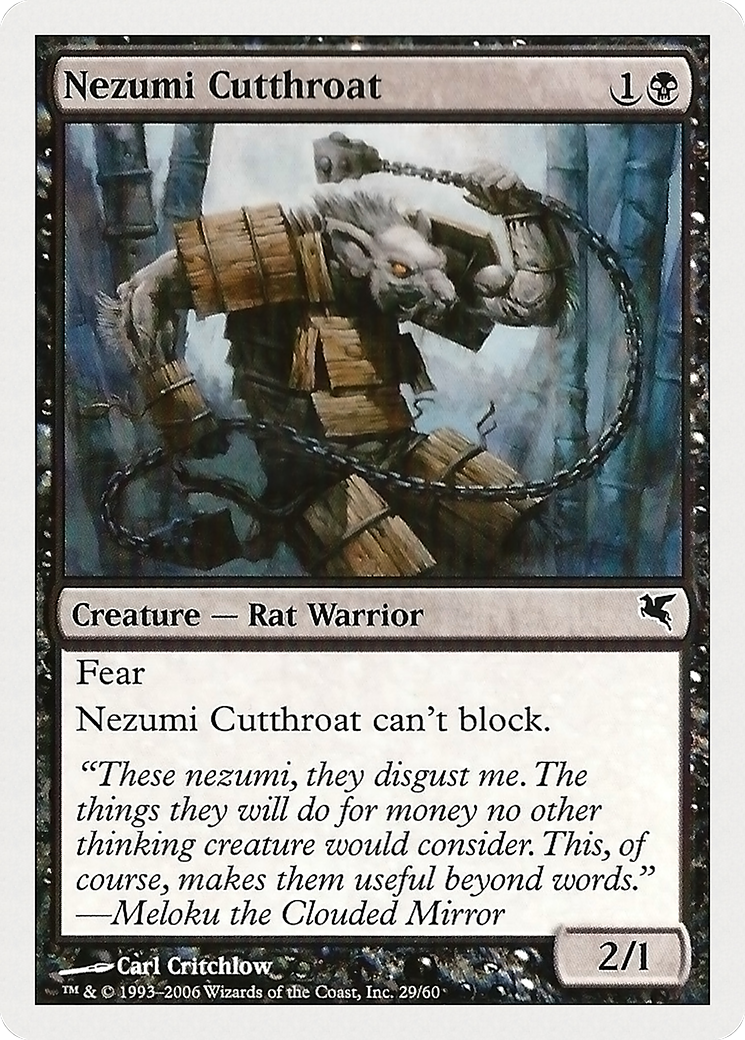 Nezumi Cutthroat 1
Creature — Rat Warrior
Fear
Nezumi Cutthroat can't block.
“These nezumi, they disgust me. The
things they will do for money no other
thinking creature would consider. This, of
course, makes them useful beyond words.”
—Meloku the Clouded Mirror
2/1
Carl Critchlow
™ & © 1993–2006 Wizards of the Coast, Inc. 29/60